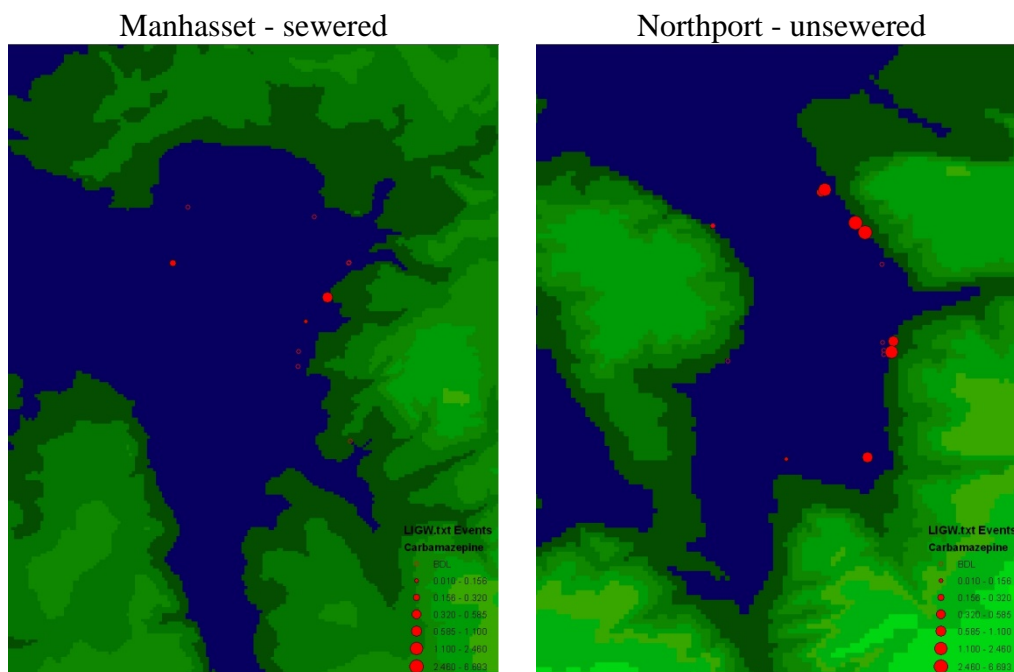 Manhasset - sewered
Northport - unsewered
LIGW.txt Events
Carbamazepine
BDL
0.010 - 0.156
0.156 - 0.320
0.320 - 0.585
0.585 - 1.100
1.100 - 2.460
2.460 - 6.693
LIGW.txt Events
Carbamazepine
BDL
0.010 - 0.156
0.156 - 0.320
0.320 - 0.585
0.585 - 1.100
1.100 - 2.460
2.460 - 6.693